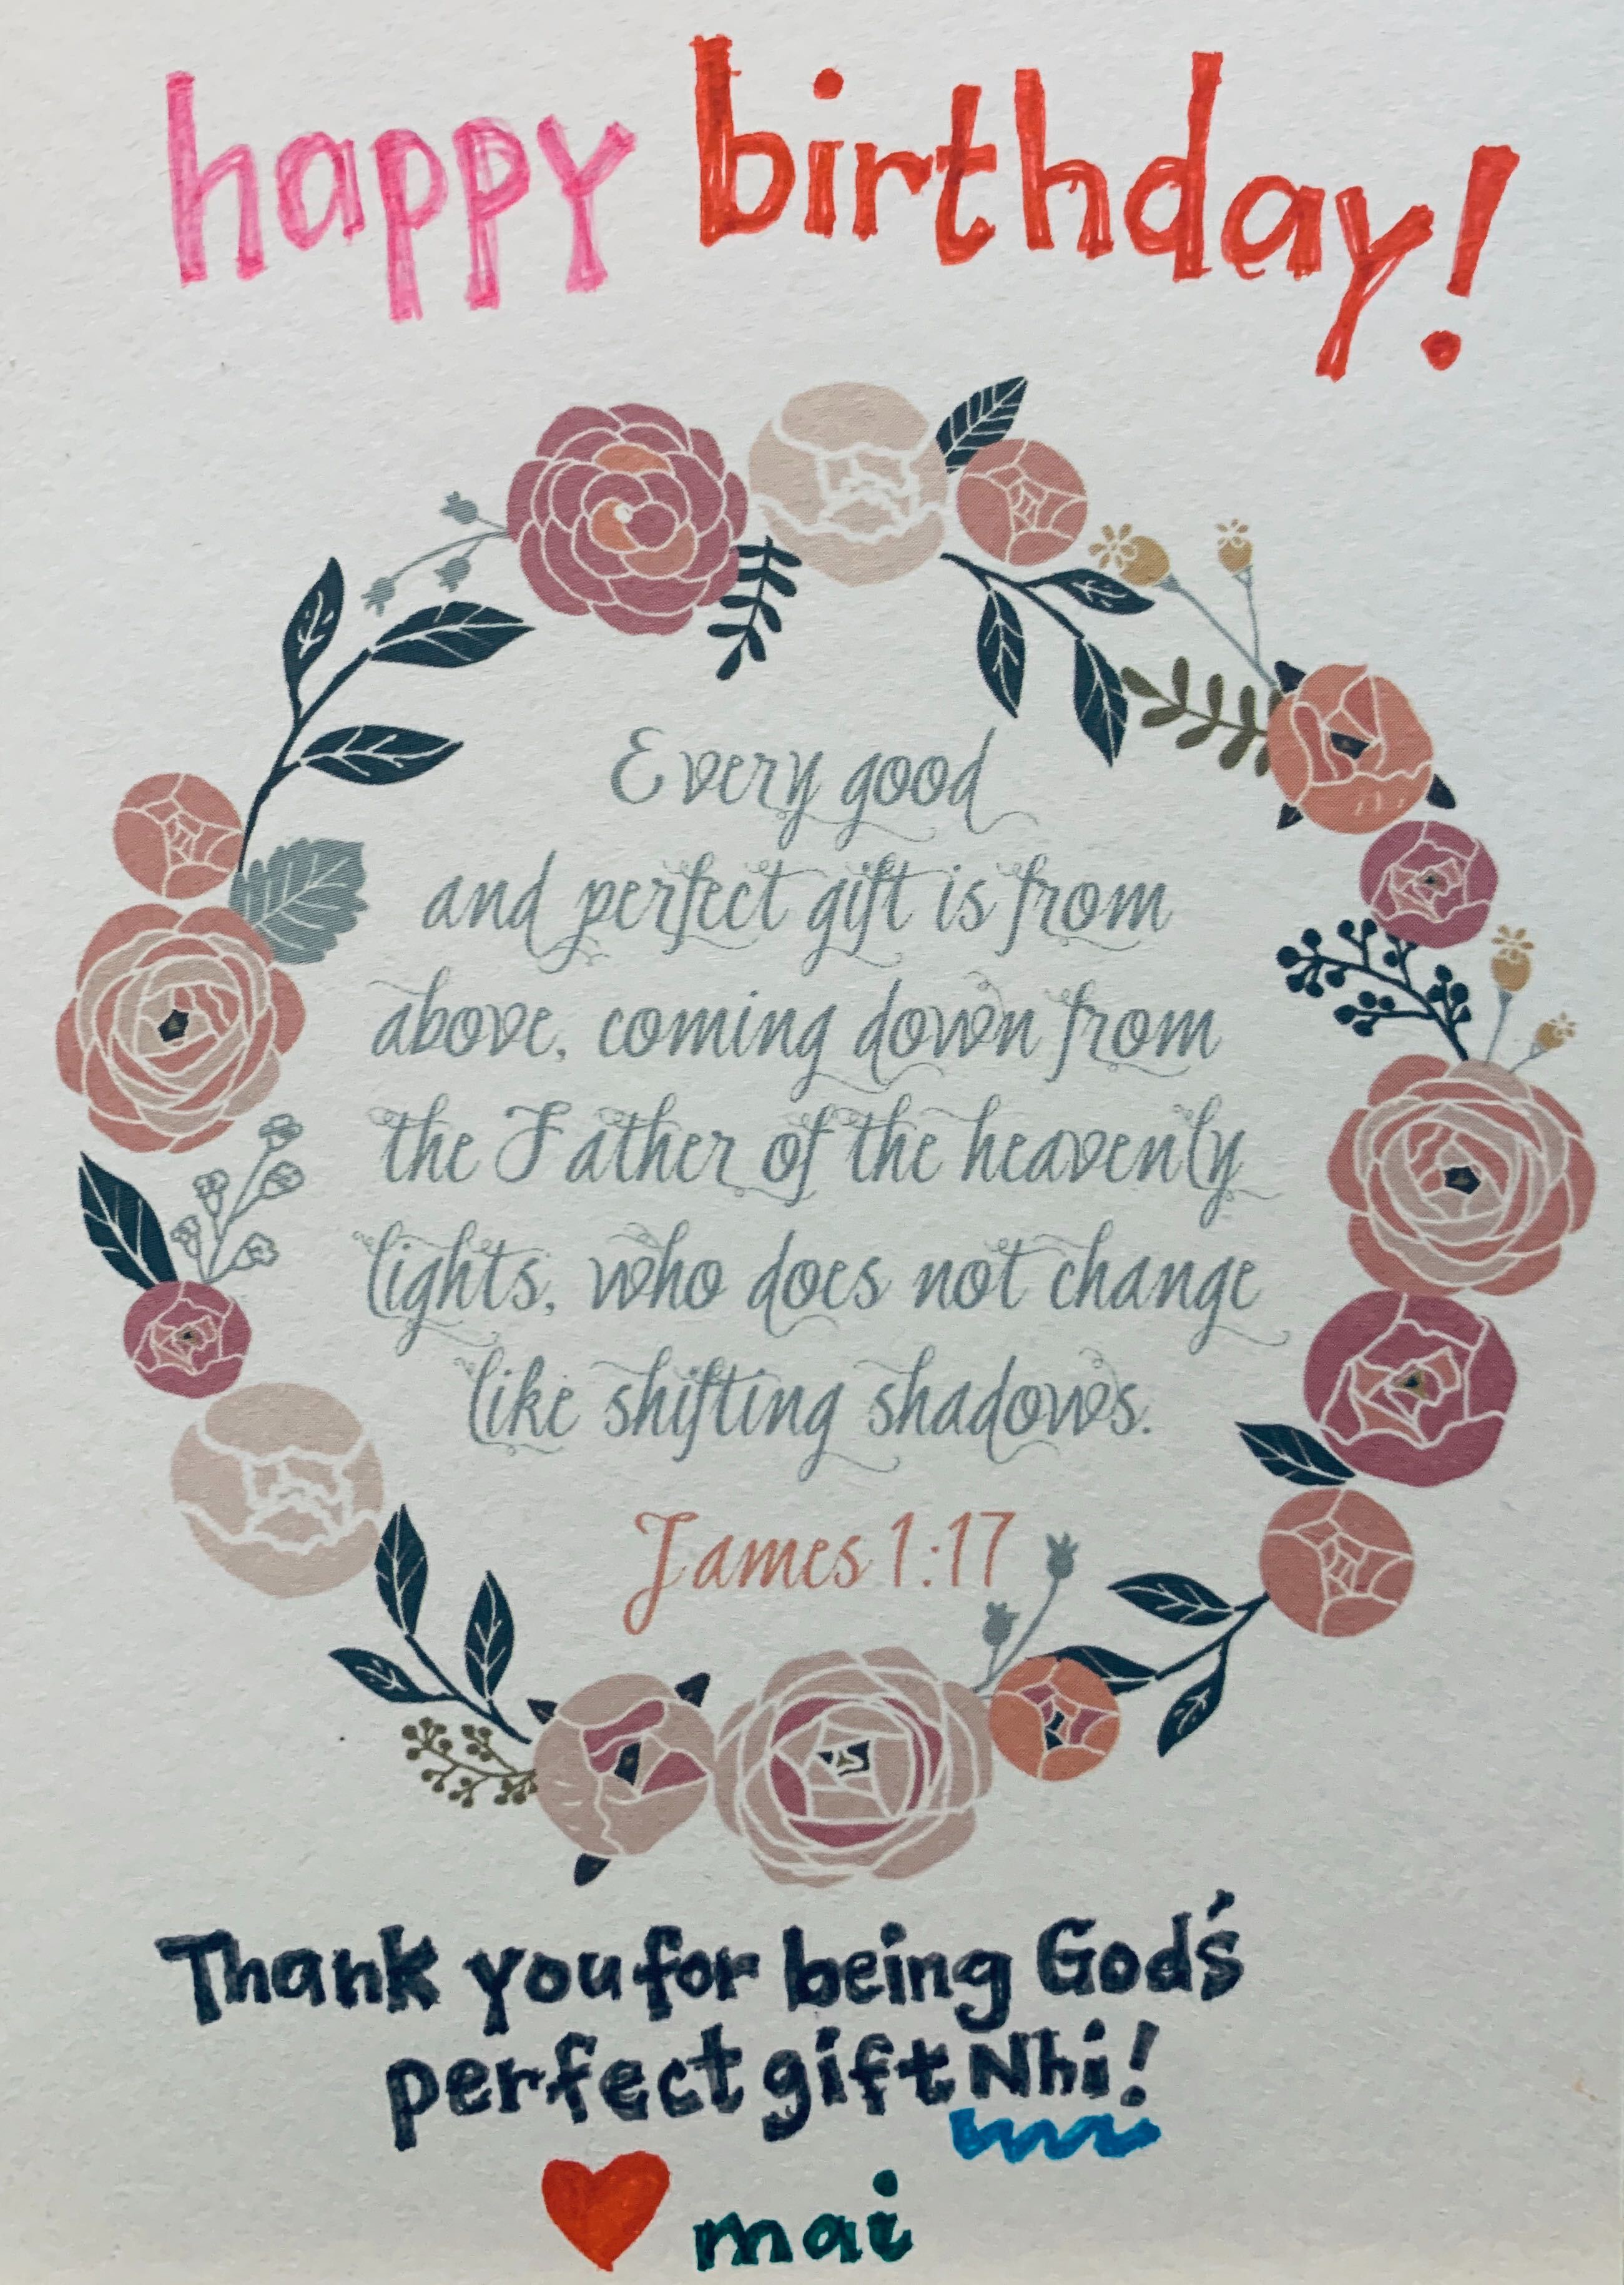 happy birthday!
Every good
and perfect gift is from
above, coming down from
the Father of the heavenly
lights, who does not change
like shifting shadows.
James 1:17
Thank you for being God's
perfect gift Nhi!
mai